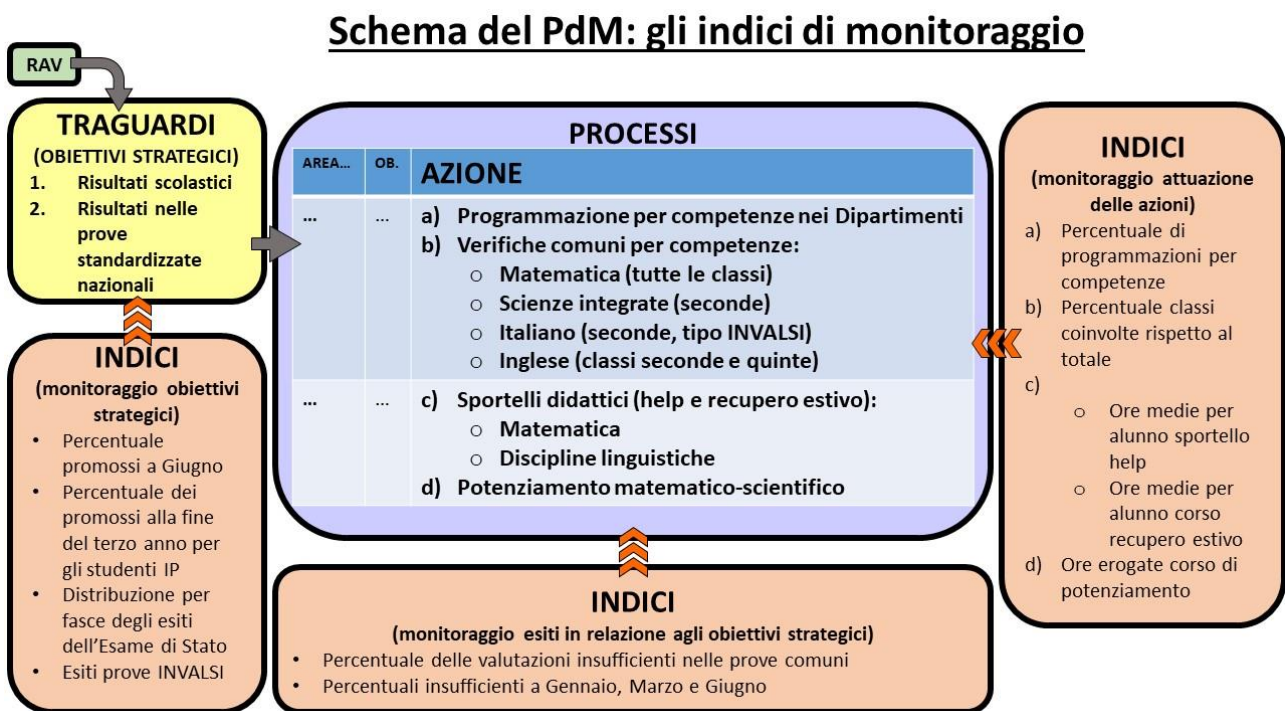 Schema del PdM: gli indici di monitoraggio
RAV
TRAGUARDI
(OBIETTIVI STRATEGICI)
1. Risultati scolastici
2. Risultati nelle
prove
standardizzate
nazionali
INDICI
(monitoraggio obiettivi
strategici)
• Percentuale
promossi a Giugno
• Percentuale dei
promossi alla fine
del terzo anno per
gli studenti IP
• Distribuzione per
fasce degli esiti
dell'Esame di Stato
• Esiti prove INVALSI
PROCESSI
AREA... OB. AZIONE
... ... a) Programmazione per competenze nei Dipartimenti
b) Verifiche comuni per competenze:
o Matematica (tutte le classi)
o Scienze integrate (seconde)
o Italiano (seconde, tipo INVALSI)
o Inglese (classi seconde e quinte)
... ... c) Sportelli didattici (help e recupero estivo):
o Matematica
o Discipline linguistiche
d) Potenziamento matematico-scientifico
INDICI
(monitoraggio esiti in relazione agli obiettivi strategici)
• Percentuale delle valutazioni insufficienti nelle prove comuni
• Percentuali insufficienti a Gennaio, Marzo e Giugno
INDICI
(monitoraggio attuazione
delle azioni)
a) Percentuale di
programmazioni per
competenze
b) Percentuale classi
coinvolte rispetto al
totale
c)
o Ore medie per
alunno sportello
help
o Ore medie per
alunno corso
recupero estivo
d) Ore erogate corso di
potenziamento